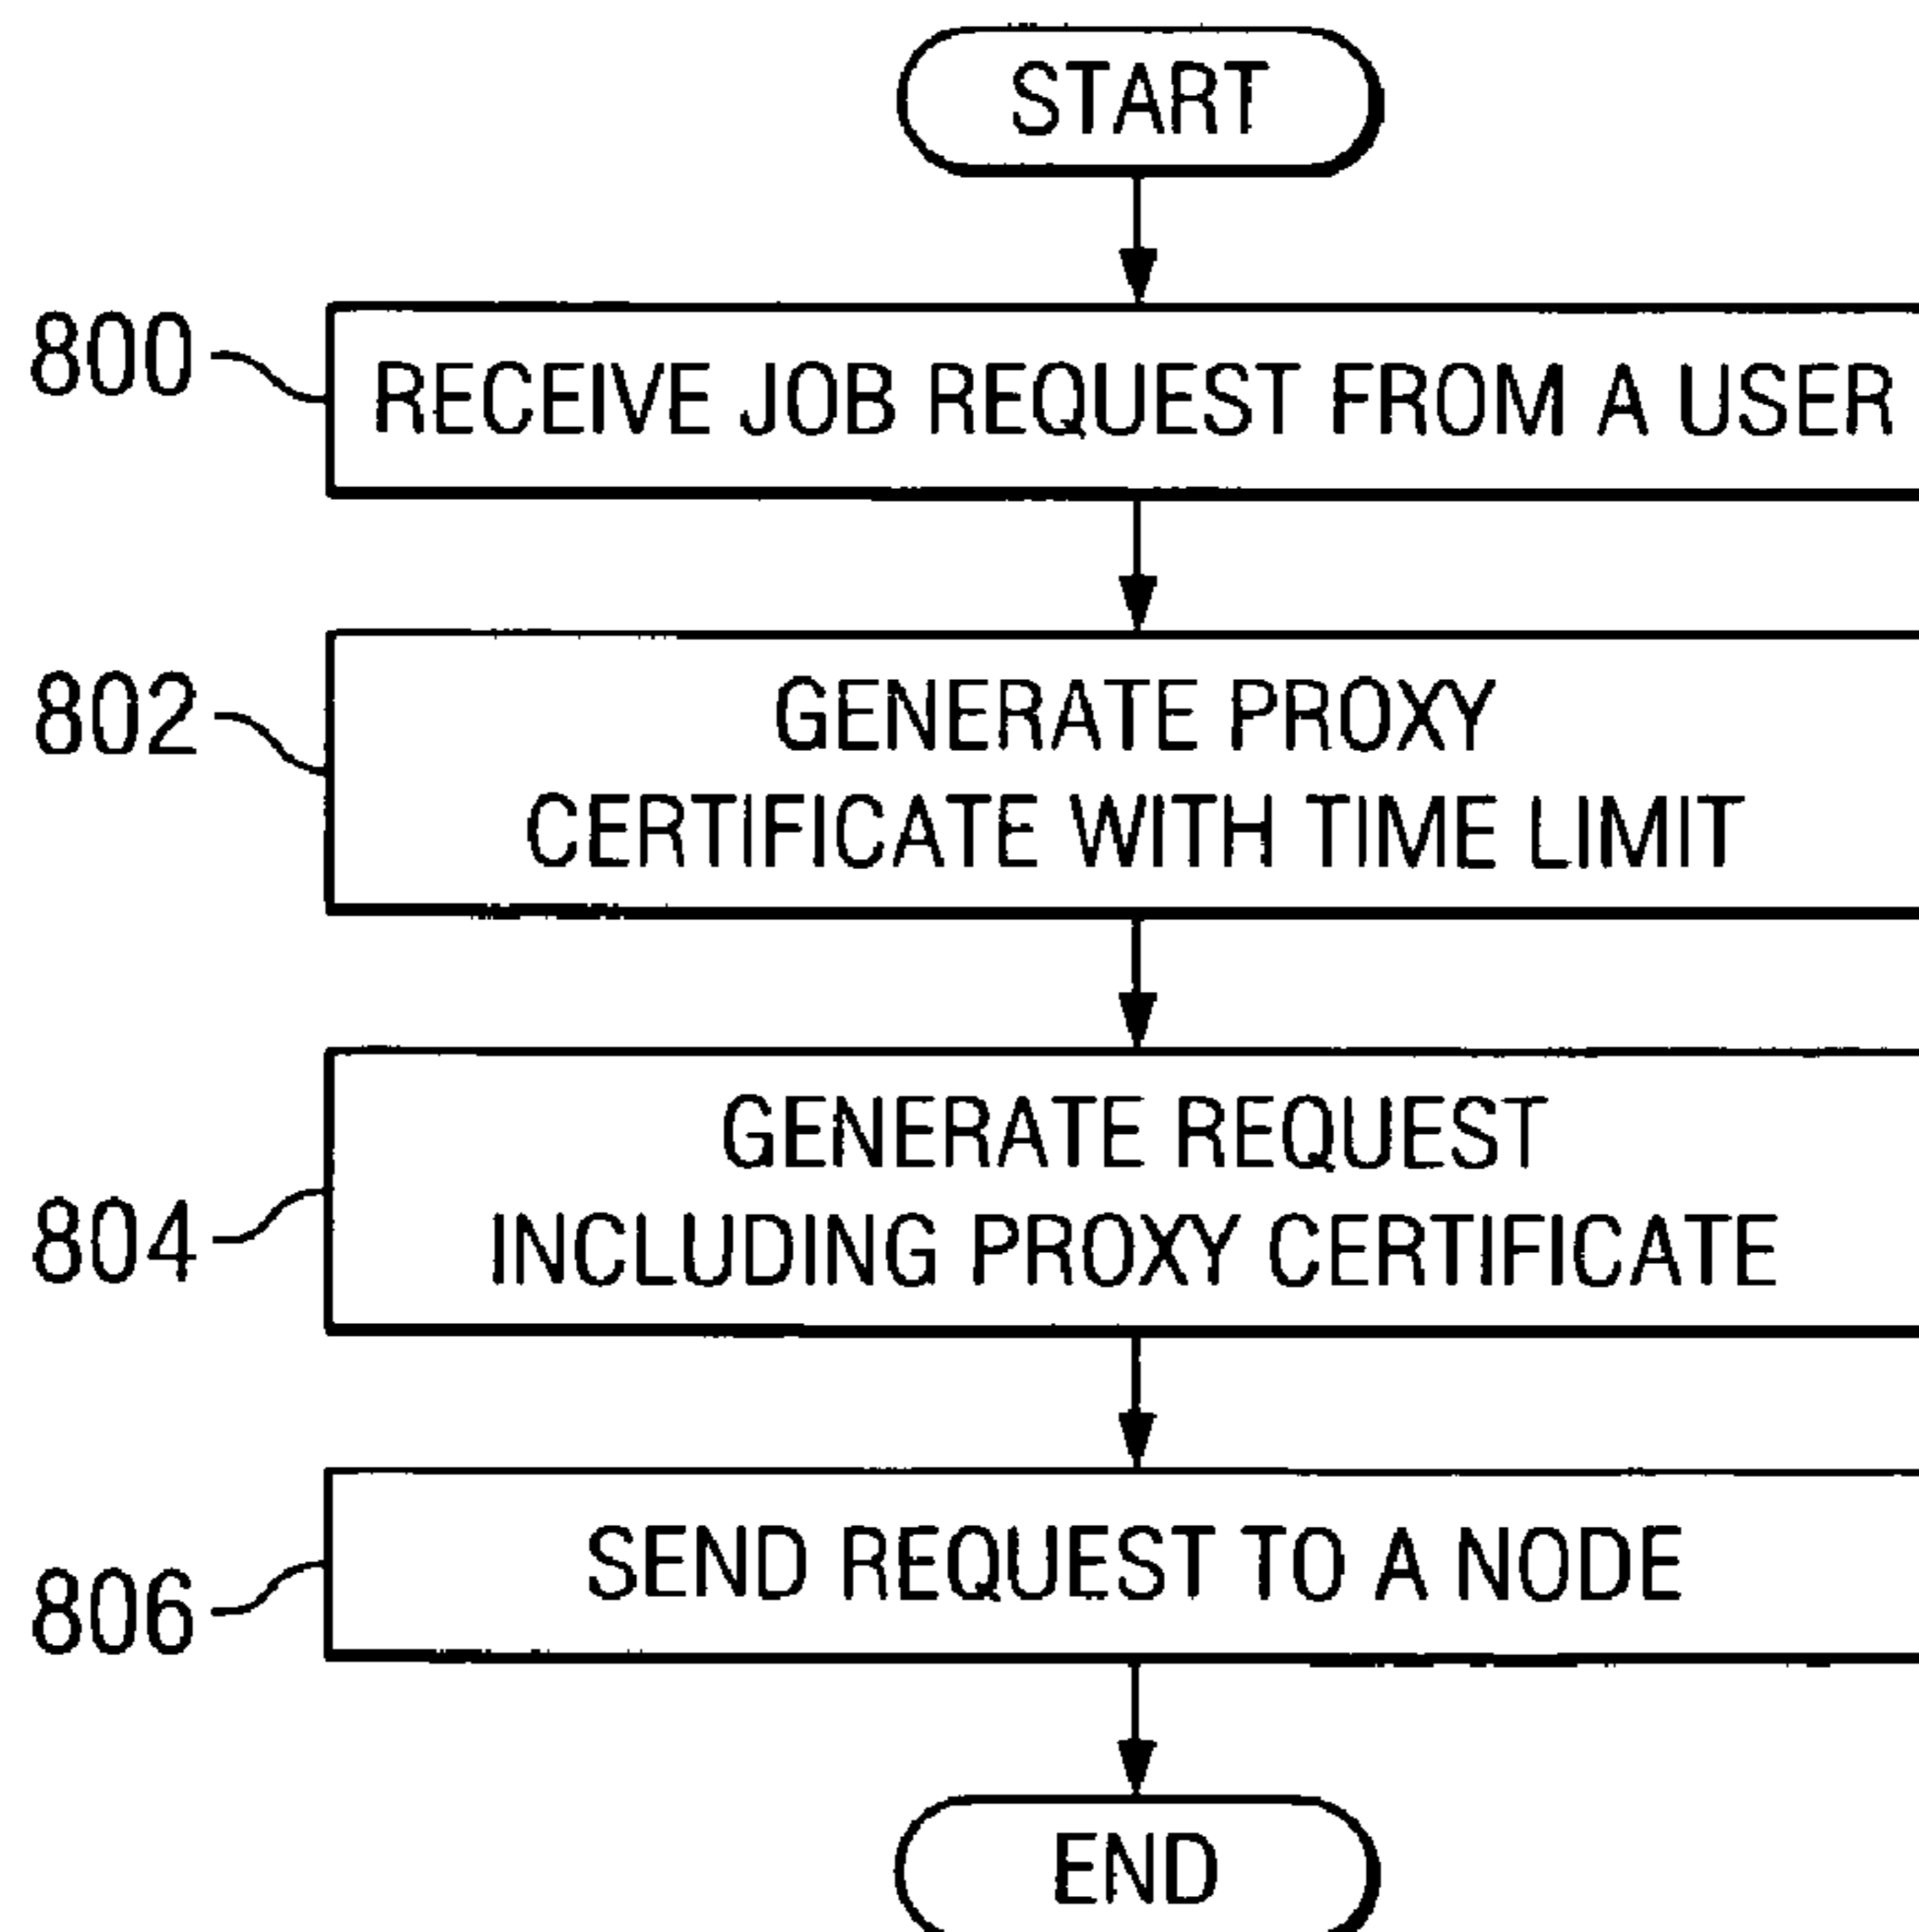 START
800
RECEIVE JOB REQUEST FROM A USER
802
GENERATE PROXY
CERTIFICATE WITH TIME LIMIT
804
GENERATE REQUEST
INCLUDING PROXY CERTIFICATE
806
SEND REQUEST TO A NODE
END